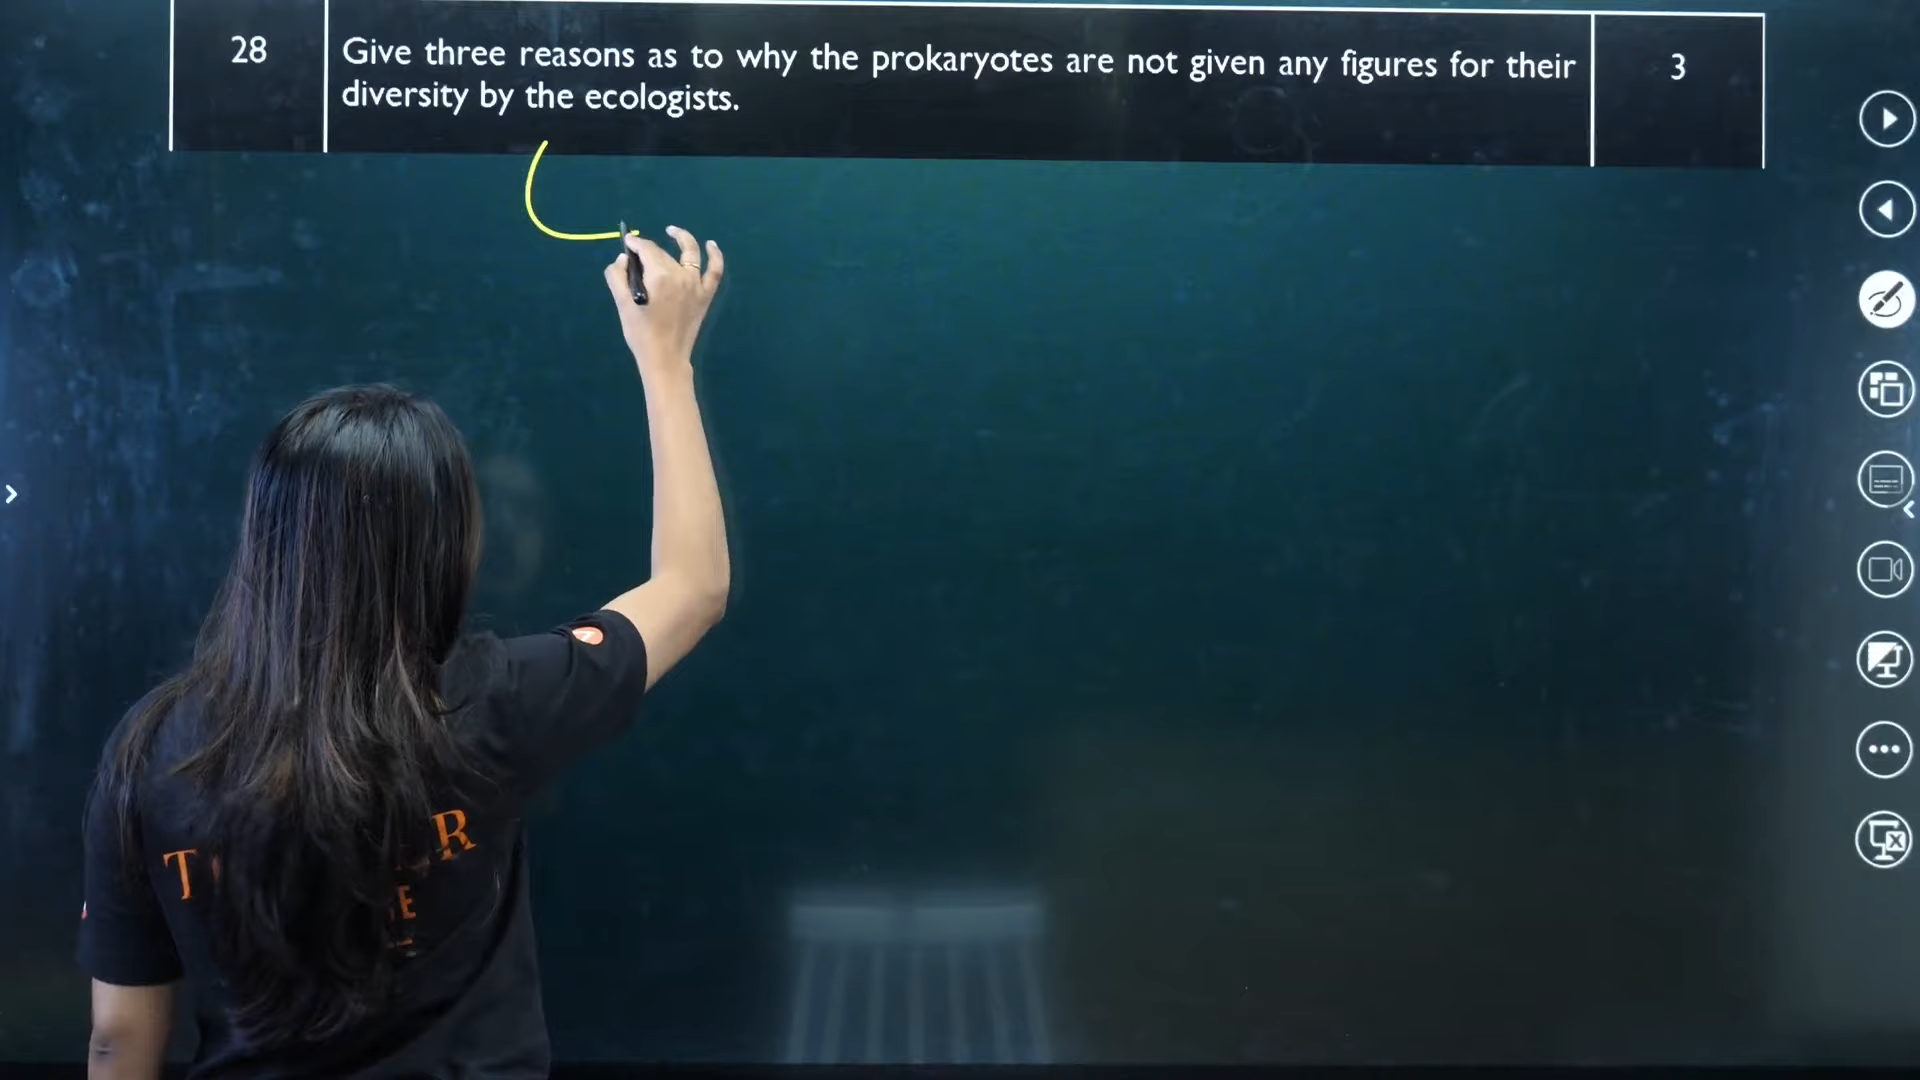 28
Give three reasons as to why the prokaryotes are not given any figures for their
diversity by the ecologists.
3